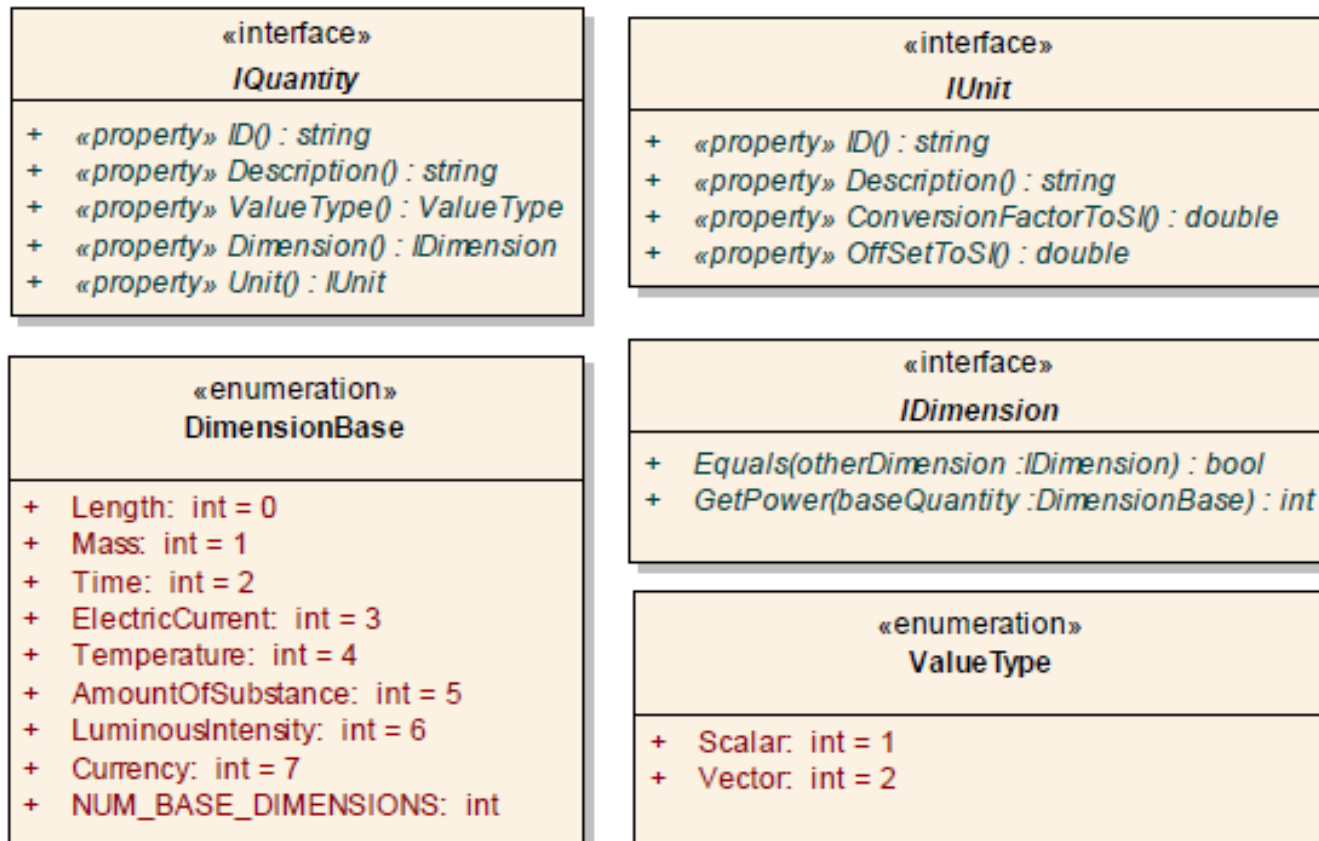 «interface»
IQuantity
+ «property» ID() : string
+ «property» Description() : string
+ «property» ValueType() : ValueType
+ «property» Dimension() : IDimension
+ «property» Unit() : IUnit
«interface»
IUnit
+ «property» ID() : string
+ «property» Description() : string
+ «property» ConversionFactorToSI() : double
+ «property» OffSetToSI() : double
«enumeration»
DimensionBase
+ Length: int = 0
+ Mass: int = 1
+ Time: int = 2
+ ElectricCurrent: int = 3
+ Temperature: int = 4
+ AmountOfSubstance: int = 5
+ LuminousIntensity: int = 6
+ Currency: int = 7
+ NUM_BASE_DIMENSIONS: int
«interface»
IDimension
+ Equals(otherDimension :IDimension) : bool
+ GetPower(baseQuantity :DimensionBase) : int
«enumeration»
ValueType
+ Scalar: int = 1
+ Vector: int = 2